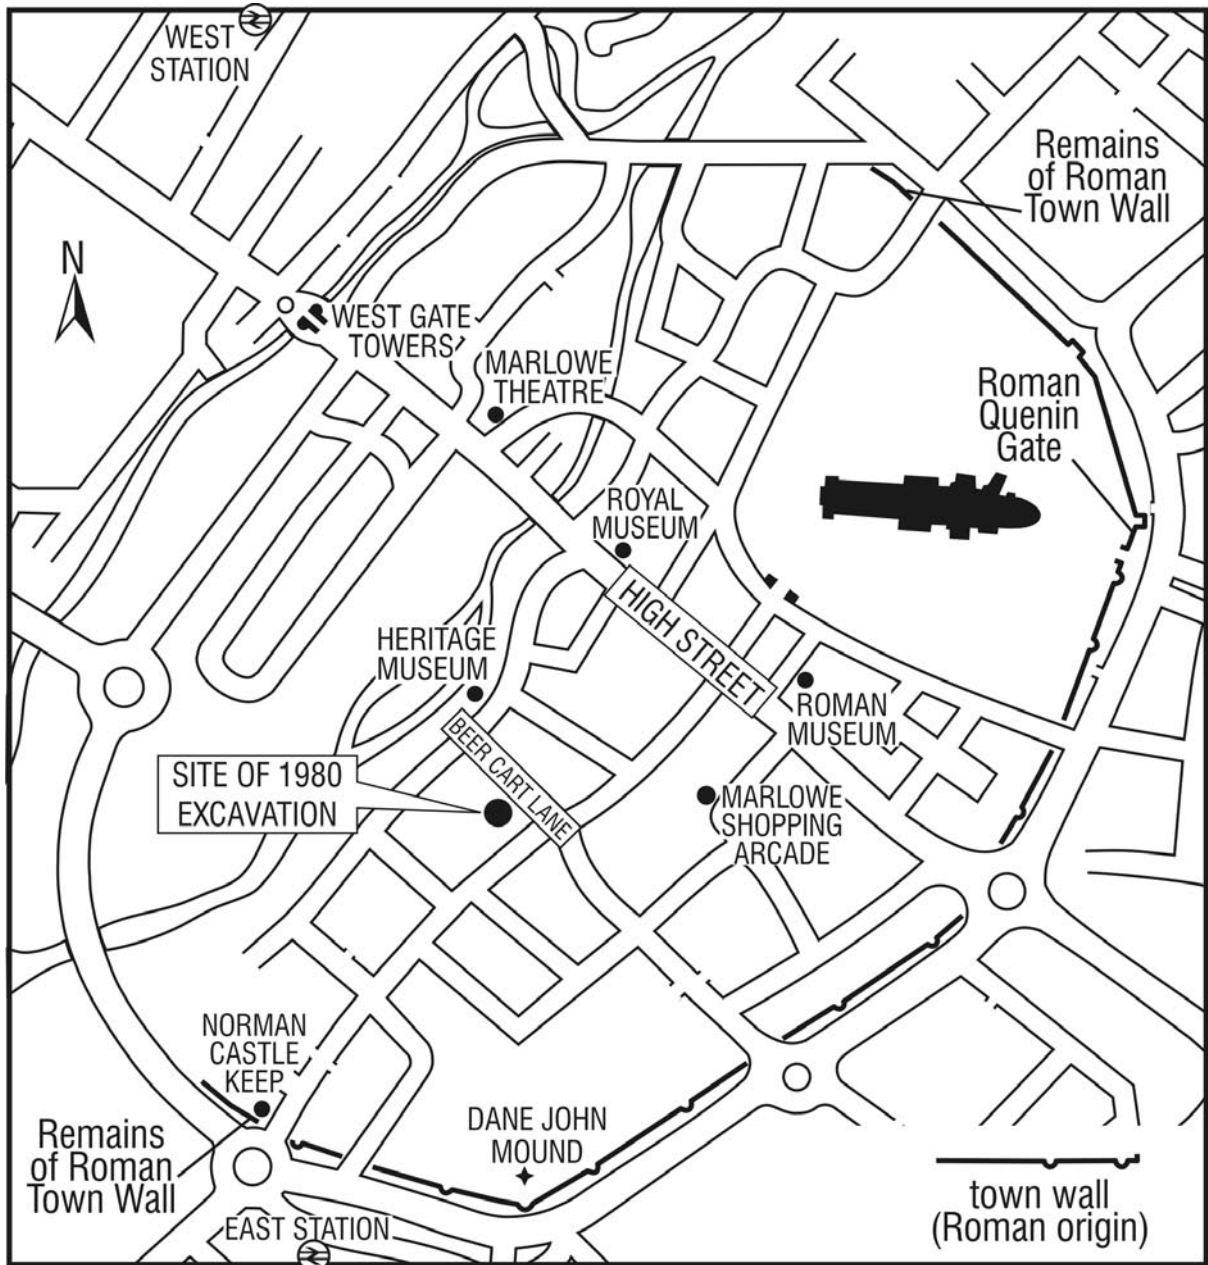 WEST
STATION
Remains
of Roman
Town Wall
N
WEST GATE
TOWERS
MARLOWE
THEATRE
Roman
Quenin
Gate
ROYAL
MUSEUM
HIGH STREET
HERITAGE
MUSEUM
ROMAN
MUSEUM
BEER CART LANE
SITE OF 1980
EXCAVATION
MARLOWE
SHOPPING
ARCADE
NORMAN
CASTLE
KEEP
DANE JOHN
MOUND
Remains
of Roman
Town Wall
town wall
(Roman origin)
EAST STATION